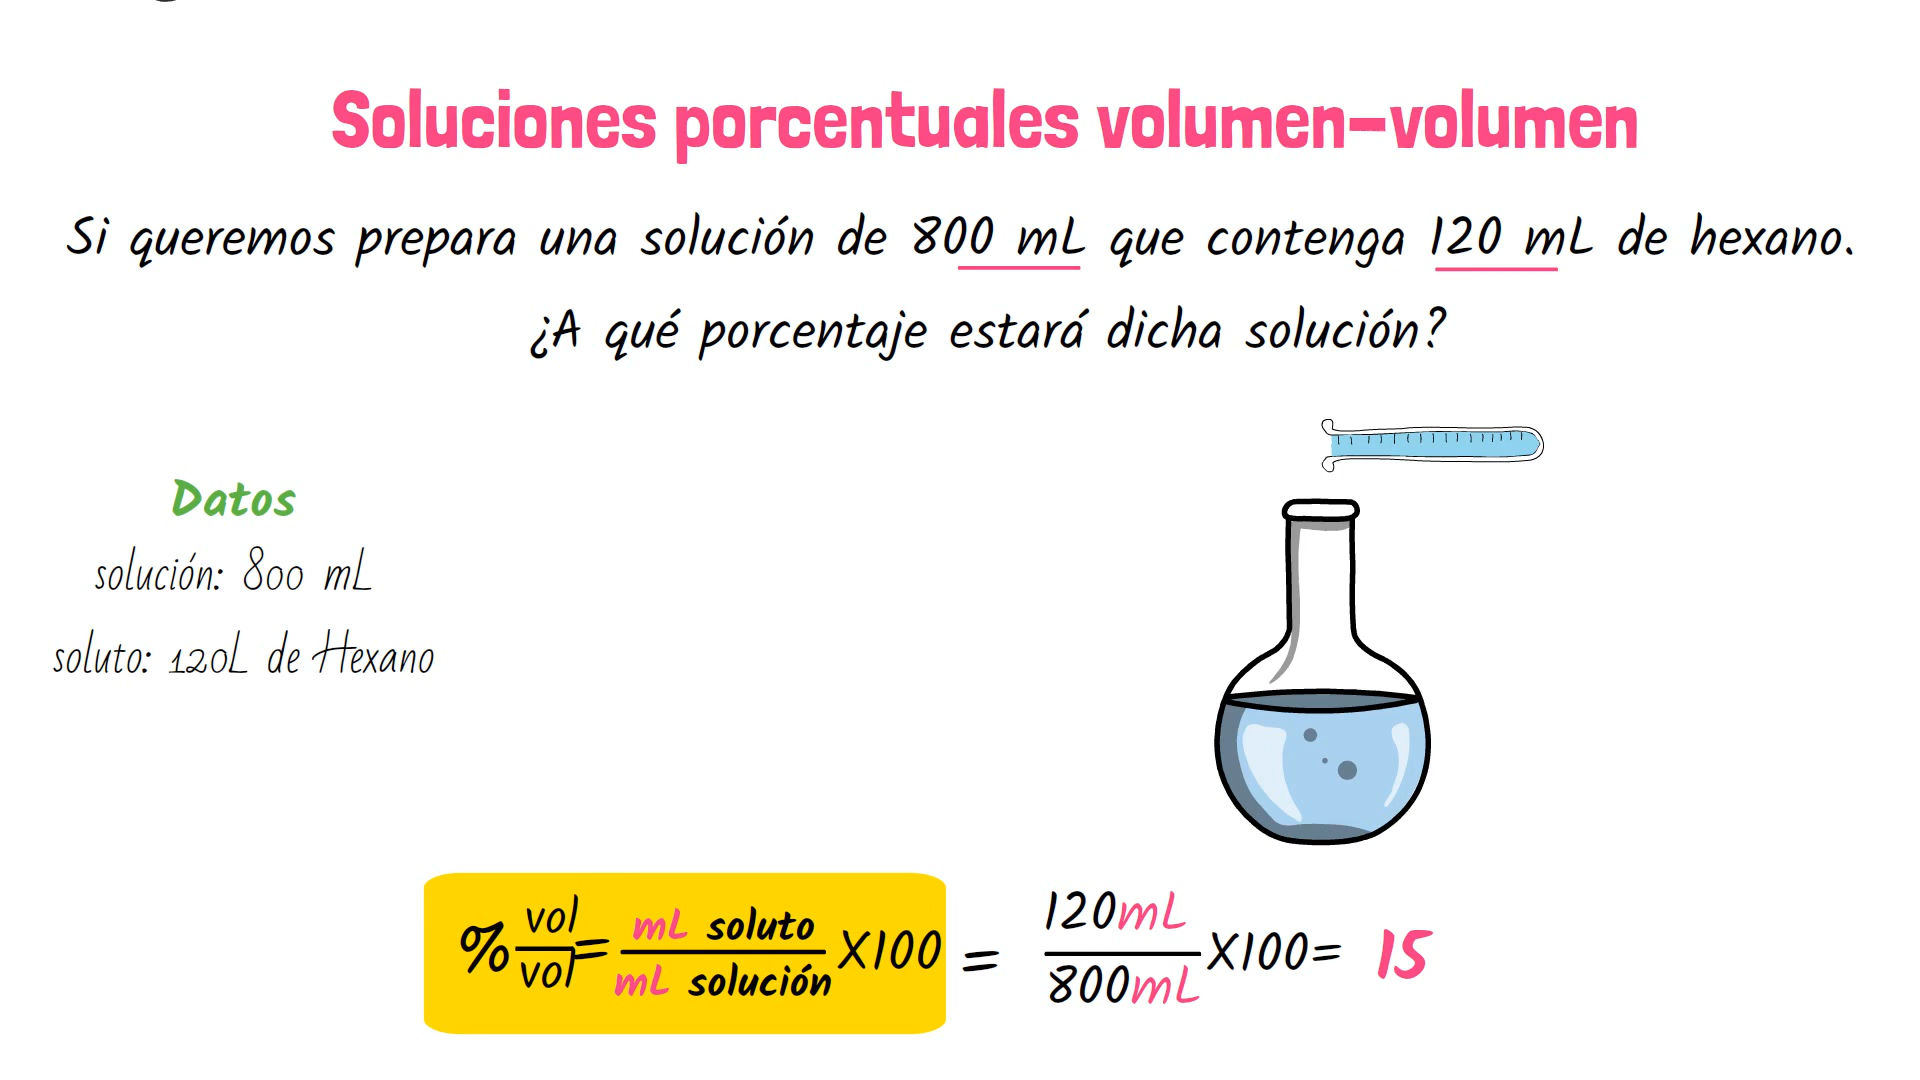 Soluciones porcentuales volumen-volumen
Si queremos prepara una solución de 800 mL que contenga 120 mL de hexano.
¿A qué porcentaje estará dicha solución?
Datos
solución: 800 mL
soluto: 120L de Hexano
% vol/vol = mL soluto/mL solución X100 = 120mL/800mL X100= 15